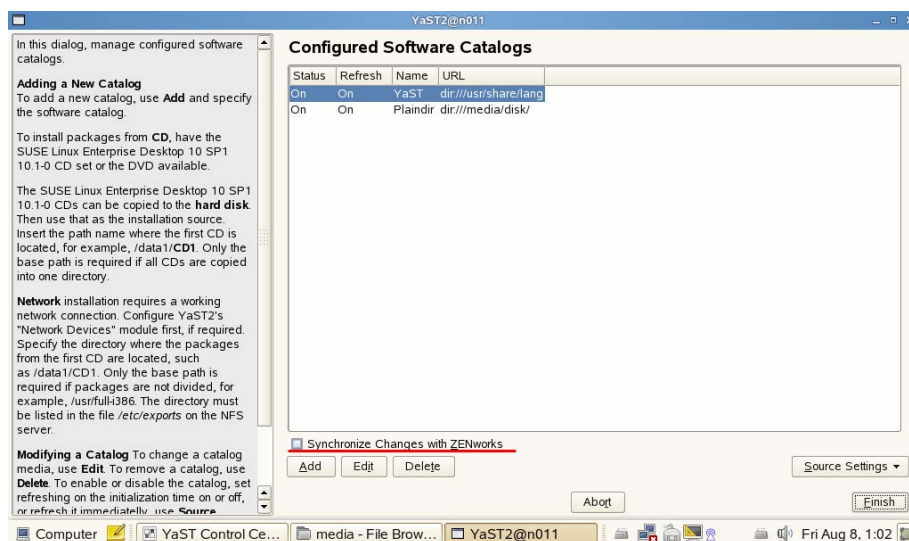 YaST2@n011
In this dialog, manage configured software
catalogs.
Adding a New Catalog
To add a new catalog, use Add and specify
the software catalog.
To install packages from CD, have the
SUSE Linux Enterprise Desktop 10 SP1
10.1-0 CD set or the DVD available.
The SUSE Linux Enterprise Desktop 10 SP1
10.1-0 CDs can be copied to the hard disk.
Then use that as the installation source.
Insert the path name where the first CD is
located, for example, /data1/CD1. Only the
base path is required if all CDs are copied
into one directory.
Network installation requires a working
network connection. Configure YaST2's
"Network Devices" module first, if required.
Specify the directory where the packages
from the first CD are located, such
as /data1/CD1. Only the base path is
required if packages are not divided, for
example, /usr/full-i386. The directory must
be listed in the file /etc/exports on the NFS
server.
Modifying a Catalog To change a catalog
media, use Edit. To remove a catalog, use
Delete. To enable or disable the catalog, set
refreshing on the initialization time on or off,
or refresh it immediatelly, use Source
Configured Software Catalogs
Status Refresh Name URL
On On YaST dir:///usr/share/lang
On On Plaindir dir:///media/disk/
Synchronize Changes with ZENworks
Add Edit Delete Source Settings
Abort Finish
Computer YaST Control Ce... media - File Brow... YaST2@n011 Fri Aug 8, 1:02